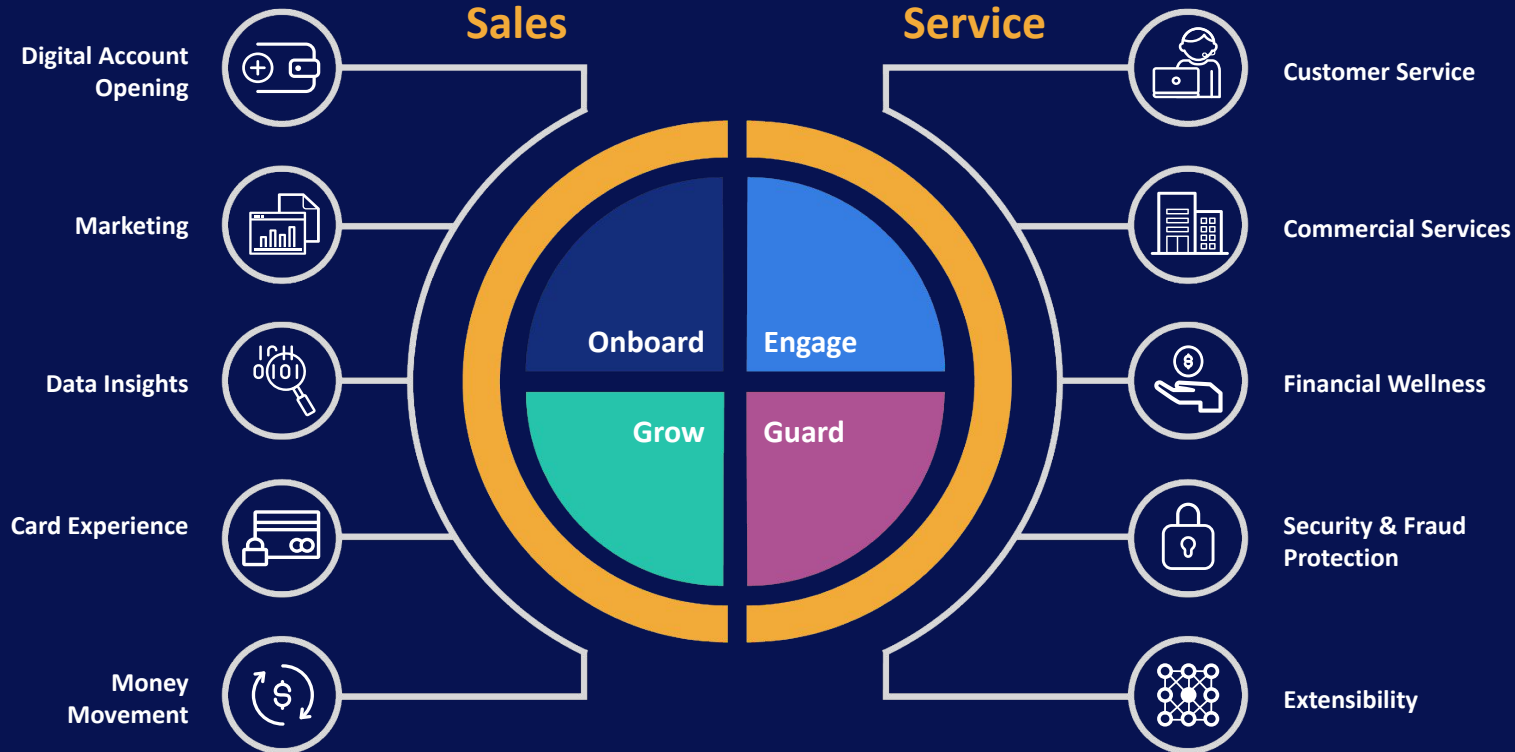 Sales
Service
Digital Account
Opening
Marketing
Data Insights
Card Experience
Money
Movement
Onboard
Engage
Grow
Guard
Customer Service
Commercial Services
Financial Wellness
Security & Fraud
Protection
Extensibility